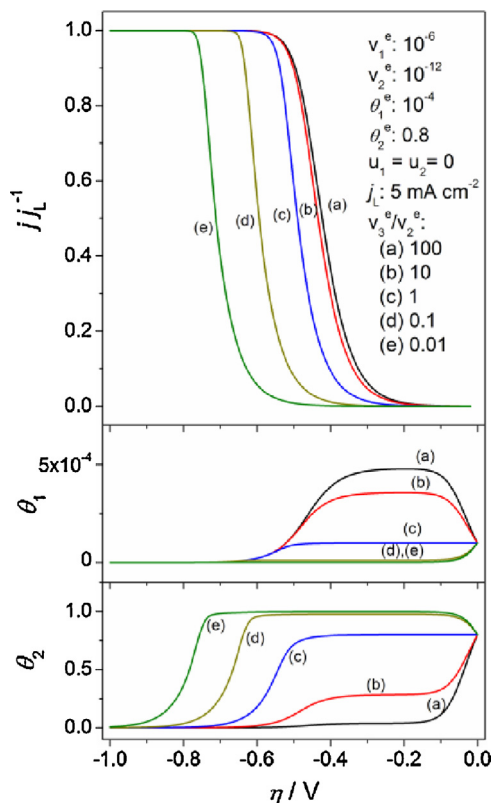 v₁ᵉ: 10⁻⁶
v₂ᵉ: 10⁻¹²
θ₁ᵉ: 10⁻⁴
θ₂ᵉ: 0.8
u₁ = u₂= 0
j_L: 5 mA cm⁻²
v₃ᵉ/v₂ᵉ:
(a) 100
(b) 10
(c) 1
(d) 0.1
(e) 0.01
j j_L⁻¹
1.0
0.8
0.6
0.4
0.2
0.0
(e) (d) (c) (b) (a)
θ₁
5x10⁻⁴
0
(a)
(b)
(c)
(d),(e)
θ₂
1.0
0.5
0.0
(e) (d) (c) (b) (a)
-1.0 -0.8 -0.6 -0.4 -0.2 0.0
η / V